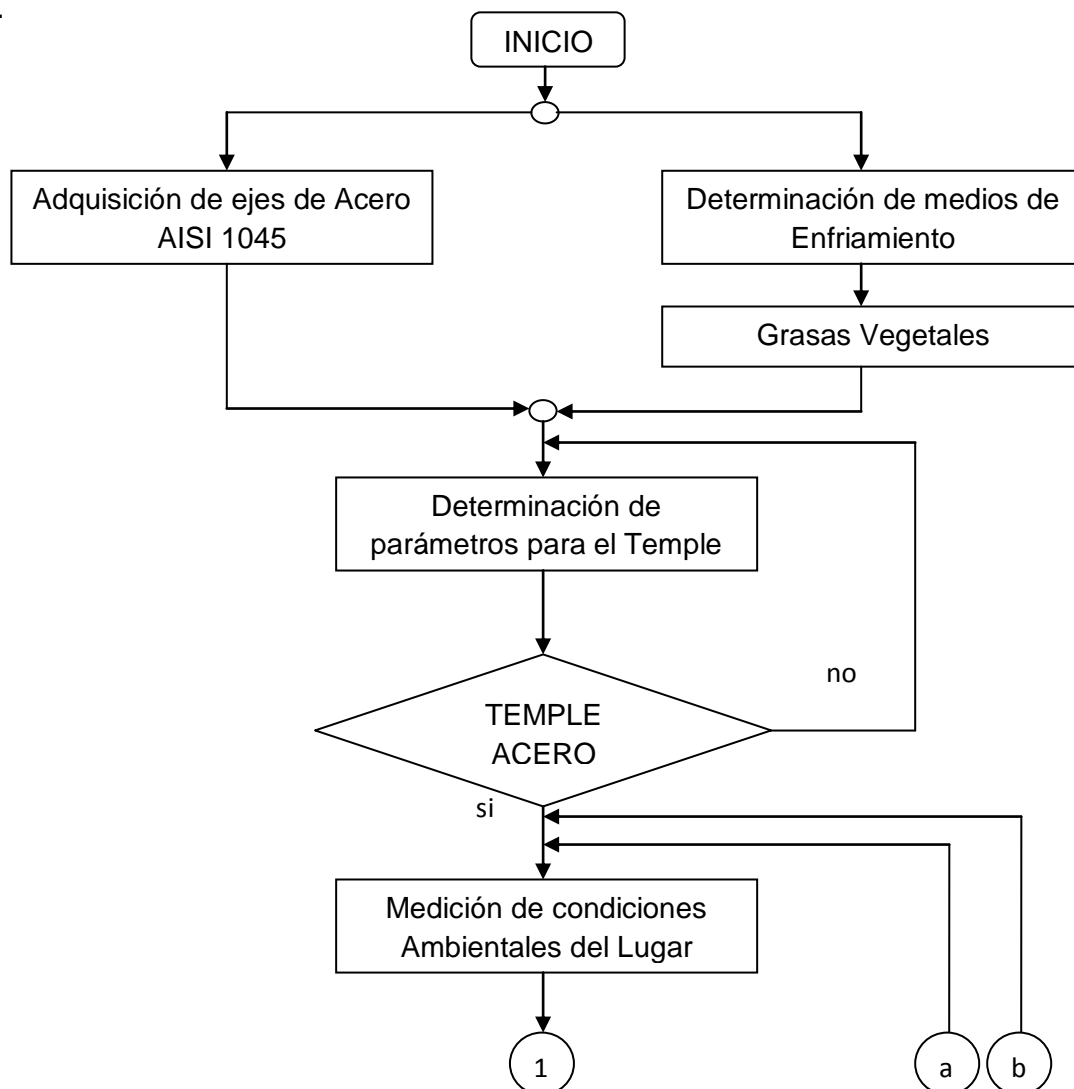 INICIO
Adquisición de ejes de Acero
AISI 1045
Determinación de medios de
Enfriamiento
Grasas Vegetales
Determinación de
parámetros para el Temple
no
TEMPLE
ACERO
si
Medición de condiciones
Ambientales del Lugar
1
a
b